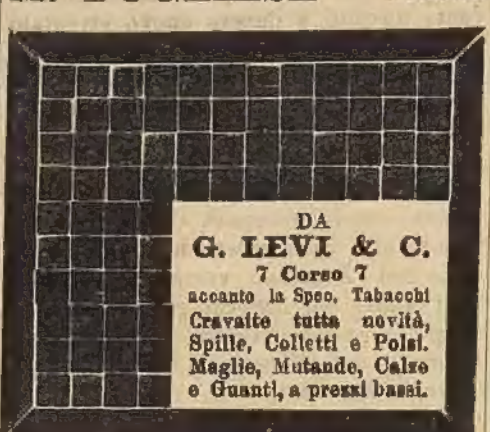 DA
G. LEVI & C.
7 Corso 7
accanto la Spec. Tabacchi
Cravatte tutta novità,
Spille, Colletti e Polsi.
Maglie, Mutande, Calze
e Guanti, a prezzi bassi.